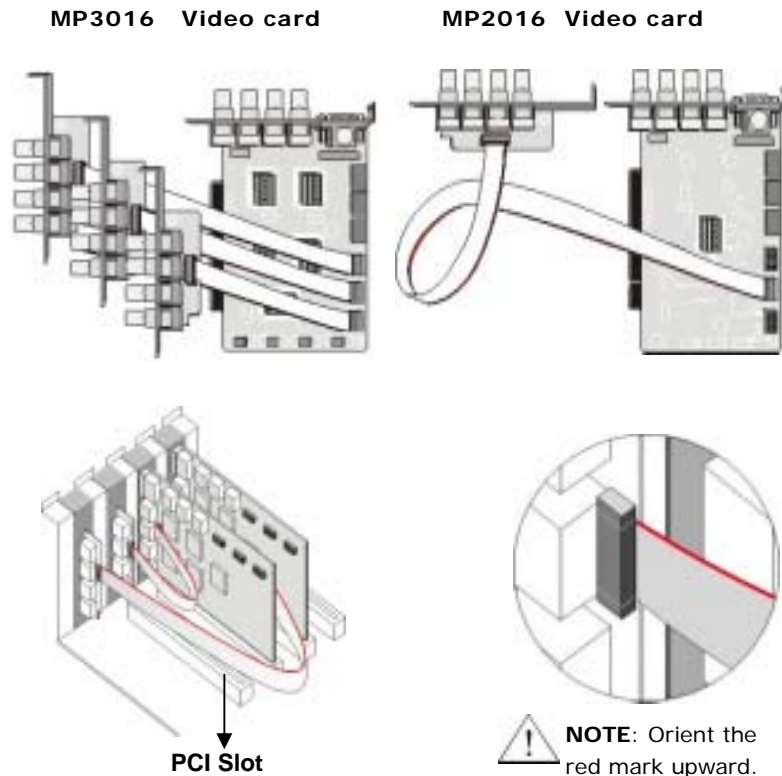 MP3016 Video card
MP2016 Video card
PCI Slot
NOTE: Orient the
red mark upward.